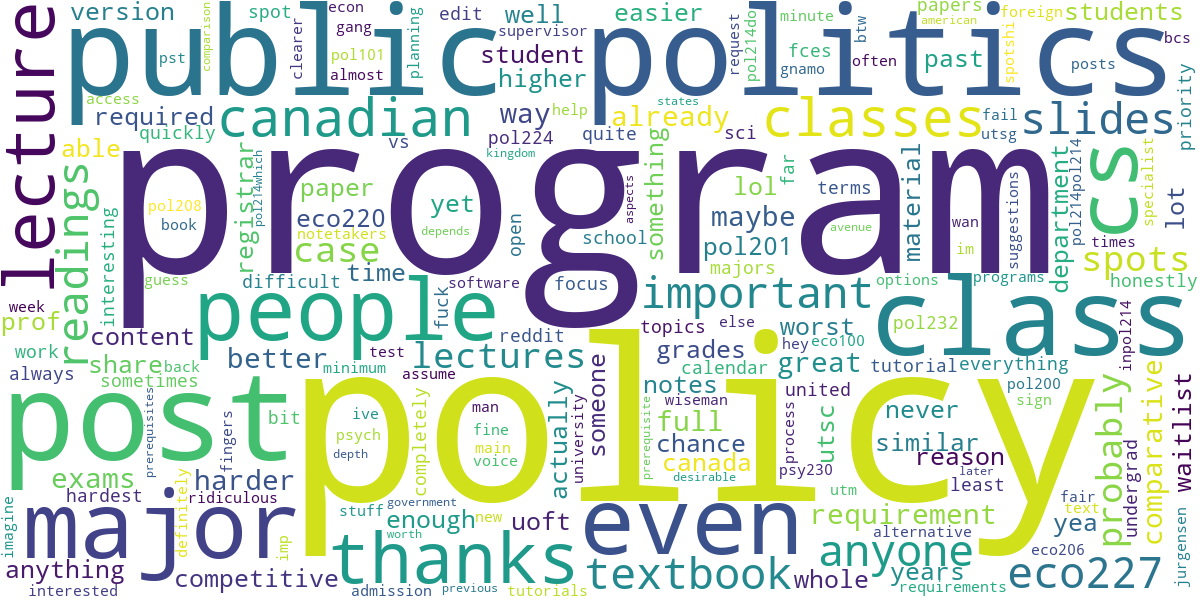 version
spot
econ
gang
edit
well
supervisor
easier
minute
papers
american
foreign
students
public
politics
lecture
pst
comparison
clearer
pol101
almost
planning
student
higher
request
pol214do
fces
gnamo
btw
often
past
spotshi
posts
bcs
priority
access
required
canadian
way
help
states
already
classes
fail
utsg
slides
quickly
vs
pol224
quite
sci
able
kingdom
program
cs
readings
interesting
pol208
book
registrar
pol214which
paper
eco220
notetakers
case
depends
yet
open
school
something
aspects
lol
far
maybe
pol201
majors
terms
avenue
material
wan
im
suggestions
department
pol214pol214
specialist
lot
times
spots
guess
difficult
time
fuck
software
focus
important
options
programs
honestly
week
prof
content
people
reddit
topics
else
worst
hey
eco100
pol232
class
inpol214
work
share
back
better
test
minimum
assume
lectures
grades
calendar
great
tutorial
everything
always
sometimes
post
policy
prerequisites
bit
ive
psych
depth
man
fine
main
voice
completely
actually
university
someone
notes
wiseman
united
process
pol200
sign
never
similar
full
chance
canada
desirable
prerequisite
psy230
utsc
utm
reason
later
least
probably
undergrad
comparative
waitlist
exams
hardest
fingers
harder
ridiculous
definitely
imagine
major
imp
stuff
government
enough
new
worth
uoft
even
requirement
alternative
yea
fair
text
eco206
anything
interested
competitive
thanks
admission
previous
tutorials
textbook
whole
anyone
years
requirements
eco227
jurgensen